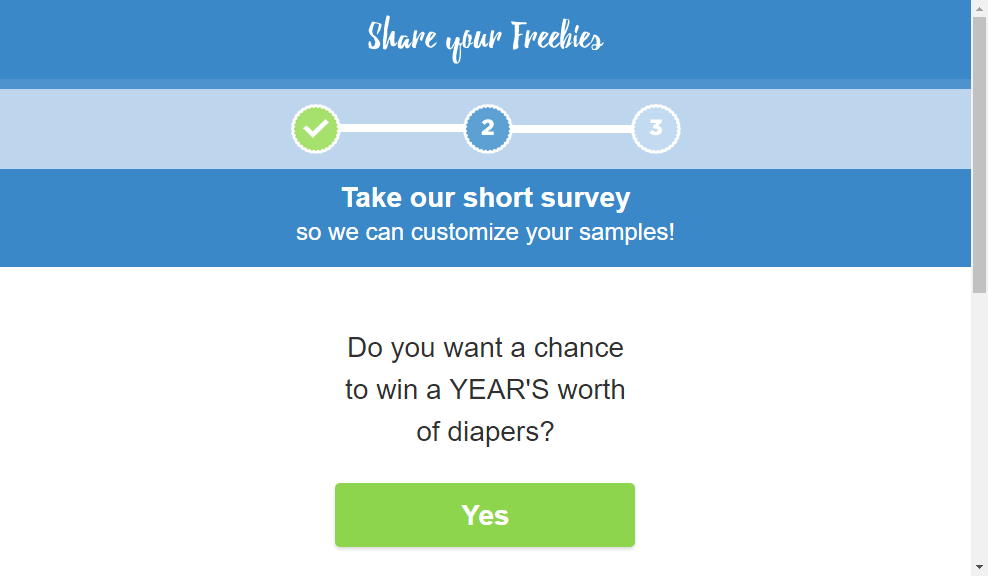 Share your Freebies
2
3
Take our short survey
so we can customize your samples!
Do you want a chance
to win a YEAR'S worth
of diapers?
Yes